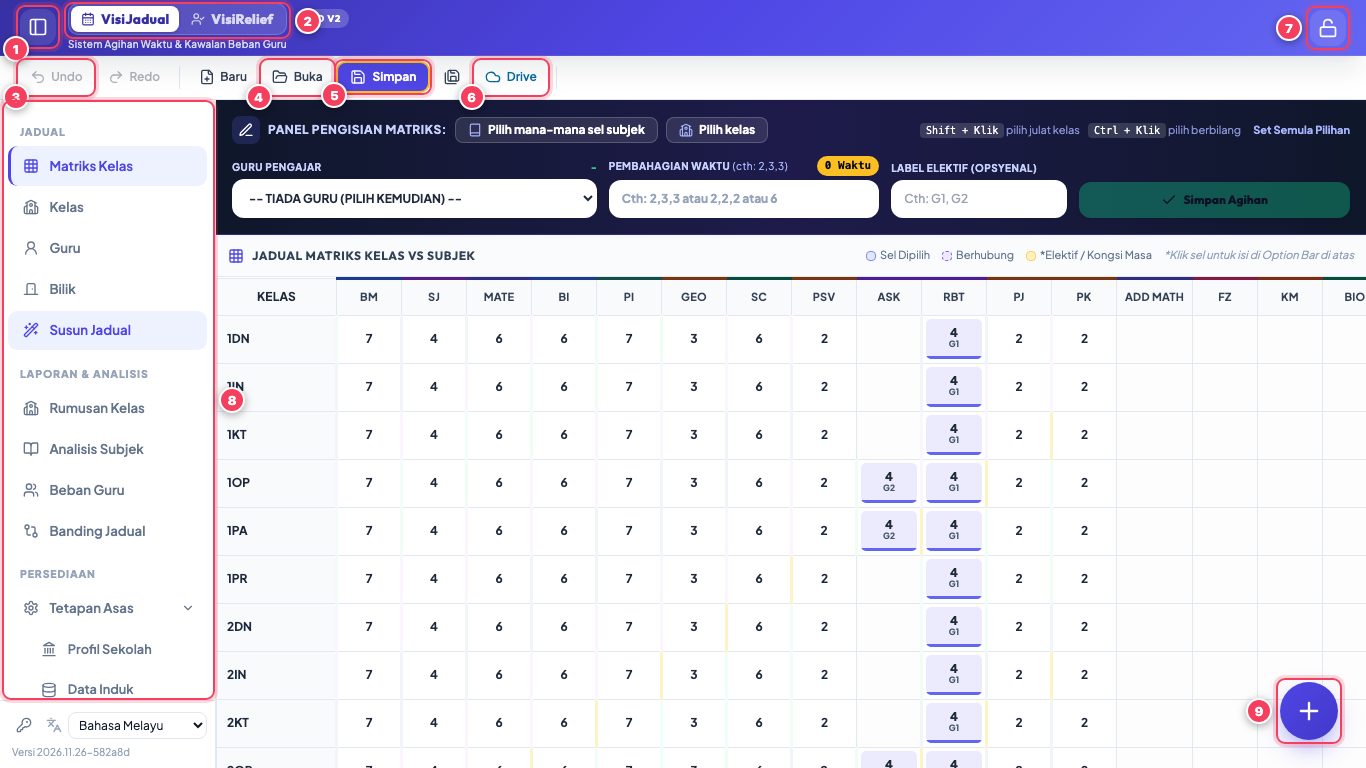 VisiJadual VisiRelief 2 V2
Sistem Agihan Waktu & Kawalan Beban Guru
7
1
Undo Redo Baru Buka Simpan Drive
3 4 5 6
JADUAL
Matriks Kelas
Kelas
Guru
Bilik
Susun Jadual
LAPORAN & ANALISIS
Rumusan Kelas
Analisis Subjek
Beban Guru
Banding Jadual
PERSEDIAAN
Tetapan Asas
Profil Sekolah
Data Induk
Bahasa Melayu
Versi 2026.11.26-582a8d
8
PANEL PENGISIAN MATRIKS: Pilih mana-mana sel subjek Pilih kelas Shift + Klik pilih julat kelas Ctrl + Klik pilih berbilang Set Semula Pilihan
GURU PENGAJAR - PEMBAHAGIAN WAKTU (cth: 2,3,3) 0 Waktu LABEL ELEKTIF (OPSYENAL)
-- TIADA GURU (PILIH KEMUDIAN) -- Cth: 2,3,3 atau 2,2,2 atau 6 Cth: G1, G2 Simpan Agihan
JADUAL MATRIKS KELAS VS SUBJEK Sel Dipilih Berhubung *Elektif / Kongsi Masa *Klik sel untuk isi di Option Bar di atas
KELAS BM SJ MATE BI PI GEO SC PSV ASK RBT PJ PK ADD MATH FZ KM BIO
1DN 7 4 6 6 7 3 6 2 4 G1 2 2
1IN 7 4 6 6 7 3 6 2 4 G1 2 2
1KT 7 4 6 6 7 3 6 2 4 G1 2 2
1OP 7 4 6 6 7 3 6 2 4 G2 4 G1 2 2
1PA 7 4 6 6 7 3 6 2 4 G2 4 G1 2 2
1PR 7 4 6 6 7 3 6 2 4 G1 2 2
2DN 7 4 6 6 7 3 6 2 4 G1 2 2
2IN 7 4 6 6 7 3 6 2 4 G1 2 2
2KT 7 4 6 6 7 3 6 2 4 G1 2 2
9
7 4 6 6 7 3 6 2 4 4 2 2